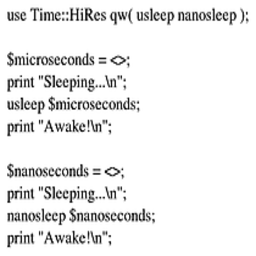 use Time::HiRes qw( usleep nanosleep );
$microseconds = <>;
print "Sleeping...\n";
usleep $microseconds;
print "Awake!\n";
$nanoseconds = <>;
print "Sleeping...\n";
nanosleep $nanoseconds;
print "Awake!\n";